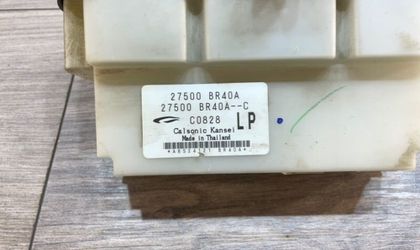 27500 BR40A
27500 BR40A--C
C0828 LP
Calsonic Kansei
Made in Thailand